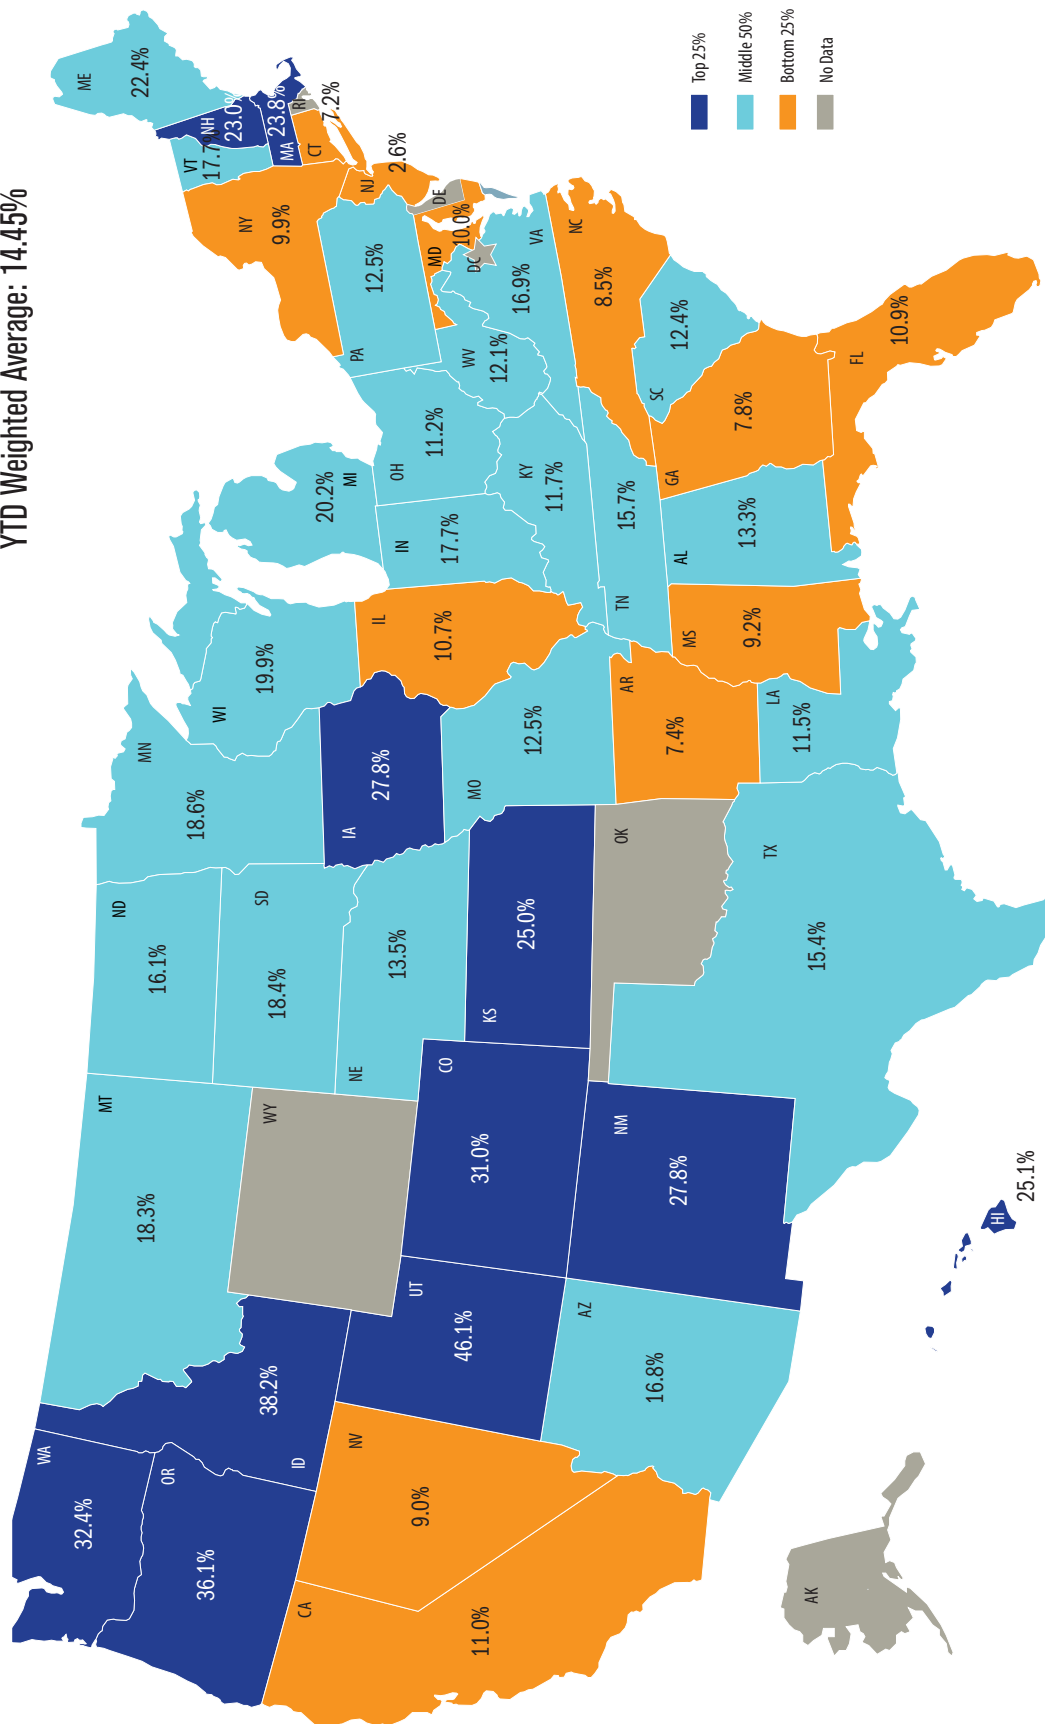 YTD Weighted Average: 14.45%
WA
32.4%
OR
36.1%
CA
11.0%
NV
9.0%
ID
38.2%
MT
18.3%
WY
UT
46.1%
AZ
16.8%
CO
31.0%
NM
27.8%
ND
16.1%
SD
18.4%
NE
13.5%
KS
25.0%
OK
TX
15.4%
MN
18.6%
IA
27.8%
MO
12.5%
AR
7.4%
LA
11.5%
WI
19.9%
IL
10.7%
MS
9.2%
MI
20.2%
IN
17.7%
OH
11.2%
KY
11.7%
TN
15.7%
AL
13.3%
GA
7.8%
FL
10.9%
SC
12.4%
NC
8.5%
VA
16.9%
WV
12.1%
PA
12.5%
NY
9.9%
MD
10.0%
DC
DE
NJ
2.6%
CT
7.2%
RI
MA
23.8%
VT
17.7%
NH
23.0%
ME
22.4%
AK
HI
25.1%
Top 25%
Middle 50%
Bottom 25%
No Data